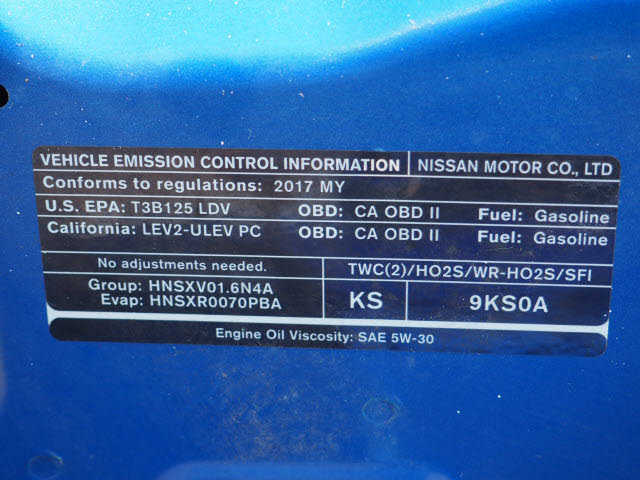 VEHICLE EMISSION CONTROL INFORMATION NISSAN MOTOR CO., LTD
Conforms to regulations: 2017 MY
U.S. EPA: T3B125 LDV OBD: CA OBD II Fuel: Gasoline
California: LEV2-ULEV PC OBD: CA OBD II Fuel: Gasoline
No adjustments needed. TWC(2)/HO2S/WR-HO2S/SFI
Group: HNSXV01.6N4A
Evap: HNSXR0070PBA
KS 9KS0A
Engine Oil Viscosity: SAE 5W-30